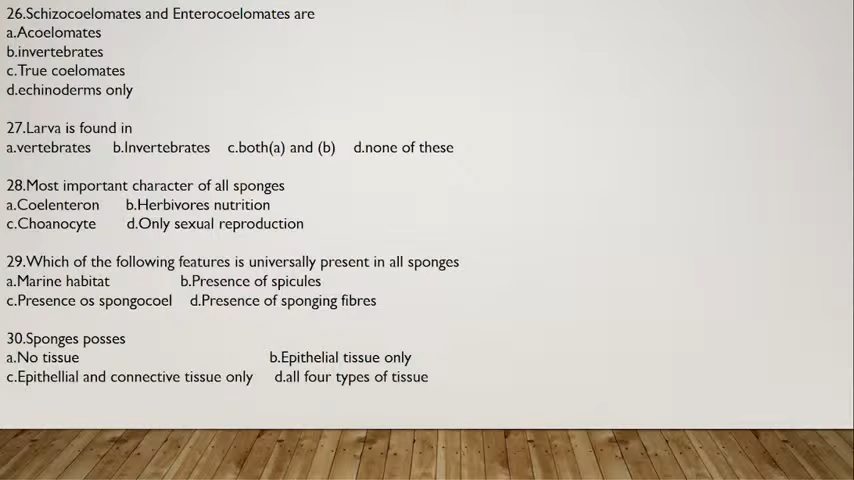 26.Schizocoelomates and Enterocoelomates are
a.Acoelomates
b.invertebrates
c.True coelomates
d.echinoderms only
27.Larva is found in
a.vertebrates b.Invertebrates c.both(a) and (b) d.none of these
28.Most important character of all sponges
a.Coelenteron b.Herbivores nutrition
c.Choanocyte d.Only sexual reproduction
29.Which of the following features is universally present in all sponges
a.Marine habitat b.Presence of spicules
c.Presence os spongocoel d.Presence of sponging fibres
30.Sponges posses
a.No tissue b.Epithelial tissue only
c.Epithellial and connective tissue only d.all four types of tissue